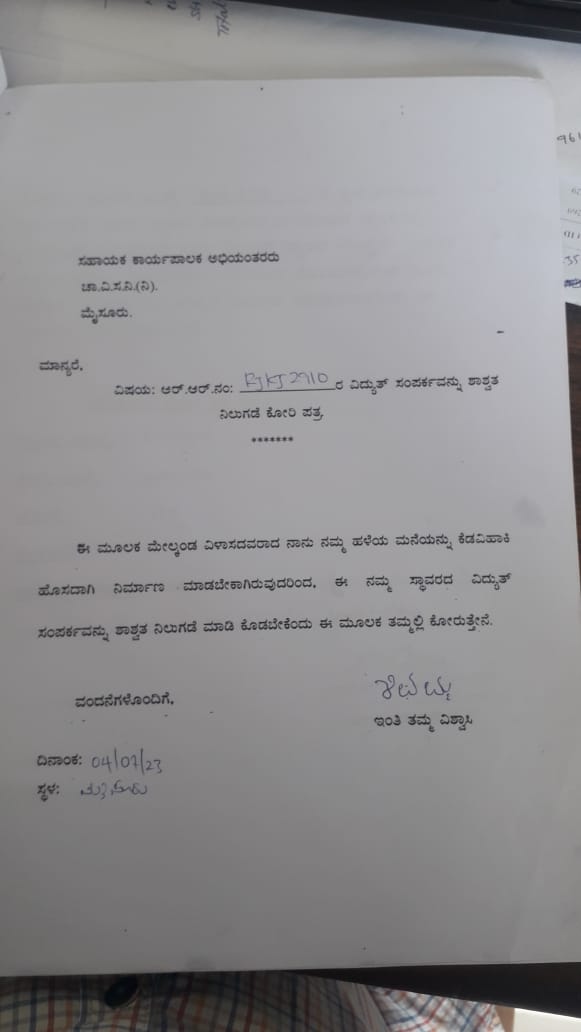 ಸಹಾಯಕ ಕಾರ್ಯಪಾಲಕ ಅಭಿಯಂತರರು
ಚಾ.ವಿ.ಸ.ನಿ.(ನಿ).
ಮೈಸೂರು.
ಮಾನ್ಯರೆ,
ವಿಷಯ: ಆರ್.ಆರ್.ನಂ: RJKJ2910 ರ ವಿದ್ಯುತ್ ಸಂಪರ್ಕವನ್ನು ಶಾಶ್ವತ
ನಿಲುಗಡೆ ಕೋರಿ ಪತ್ರ
*******
ಈ ಮೂಲಕ ಮೇಲ್ಕಂಡ ವಿಳಾಸದವರಾದ ನಾನು ನಮ್ಮ ಹಳೆಯ ಮನೆಯನ್ನು ಕೆಡವಿಹಾಕಿ
ಹೊಸದಾಗಿ ನಿರ್ಮಾಣ ಮಾಡಬೇಕಾಗಿರುವುದರಿಂದ, ಈ ನಮ್ಮ ಸ್ಥಾವರದ ವಿದ್ಯುತ್
ಸಂಪರ್ಕವನ್ನು ಶಾಶ್ವತ ನಿಲುಗಡೆ ಮಾಡಿ ಕೊಡಬೇಕೆಂದು ಈ ಮೂಲಕ ತಮ್ಮಲ್ಲಿ ಕೋರುತ್ತೇನೆ.
ವಂದನೆಗಳೊಂದಿಗೆ,
ಇಂತಿ ತಮ್ಮ ವಿಶ್ವಾಸಿ
ದಿನಾಂಕ: 04/07/23
ಸ್ಥಳ: ಮೈಸೂರು